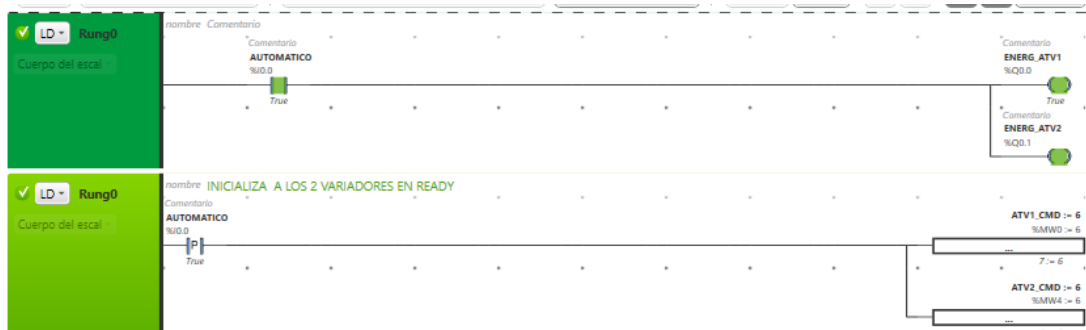 LD Rung0
Cuerpo del escal
nombre Comentario
Comentario
AUTOMATICO
%I0.0
True
Comentario
ENERG_ATV1
%Q0.0
True
Comentario
ENERG_ATV2
%Q0.1
LD Rung0
Cuerpo del escal
nombre INICIALIZA A LOS 2 VARIADORES EN READY
Comentario
AUTOMATICO
%I0.0
P
True
ATV1_CMD := 6
%MW0 := 6
...
7 := 6
ATV2_CMD := 6
%MW4 := 6
...